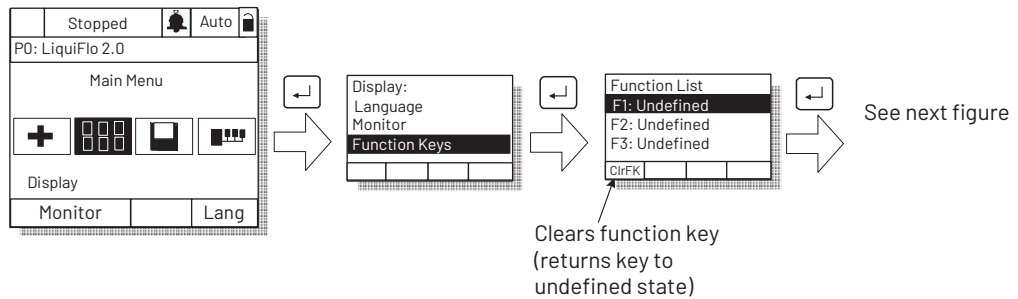 Stopped Auto
P0: LiquiFlo 2.0
Main Menu
Display
Monitor Lang
Display:
Language
Monitor
Function Keys
Function List
F1: Undefined
F2: Undefined
F3: Undefined
ClrFK
Clears function key
(returns key to
undefined state)
See next figure